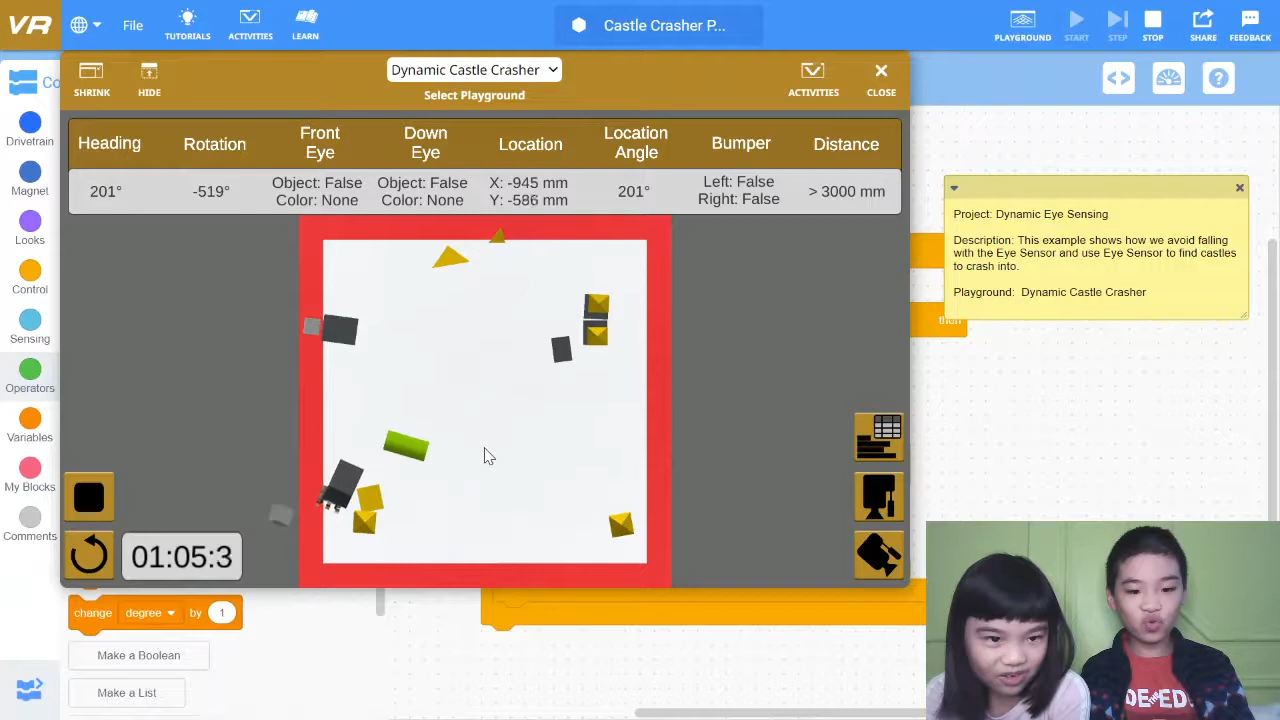 VR
File
TUTORIALS
ACTIVITIES
LEARN
Castle Crasher P...
PLAYGROUND
START
STEP
STOP
SHARE
FEEDBACK
Co
SHRINK
HIDE
Dynamic Castle Crasher
Select Playground
ACTIVITIES
CLOSE
Heading
Rotation
Front
Eye
Down
Eye
Location
Location
Angle
Bumper
Distance
201°
-519°
Object: False
Color: None
Object: False
Color: None
X: -945 mm
Y: -586 mm
201°
Left: False
Right: False
> 3000 mm
Drivetrain
Magnet
Looks
Control
Sensing
Operators
Variables
My Blocks
Comments
Project: Dynamic Eye Sensing
Description: This example shows how we avoid falling
with the Eye Sensor and use Eye Sensor to find castles
to crash into.
Playground: Dynamic Castle Crasher
then
01:05:3
change degree by 1
Make a Boolean
Make a List